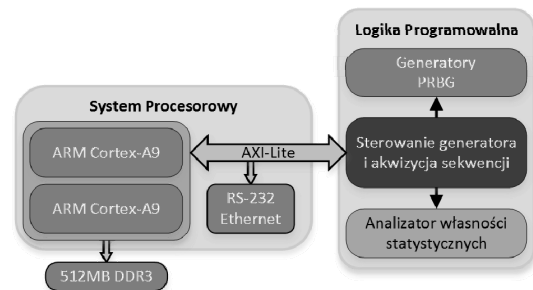 Logika Programowalna
Generatory
PRBG
System Procesorowy
ARM Cortex-A9
AXI-Lite
Sterowanie generatora
i akwizycja sekwencji
ARM Cortex-A9
RS-232
Ethernet
Analizator własności
statystycznych
512MB DDR3